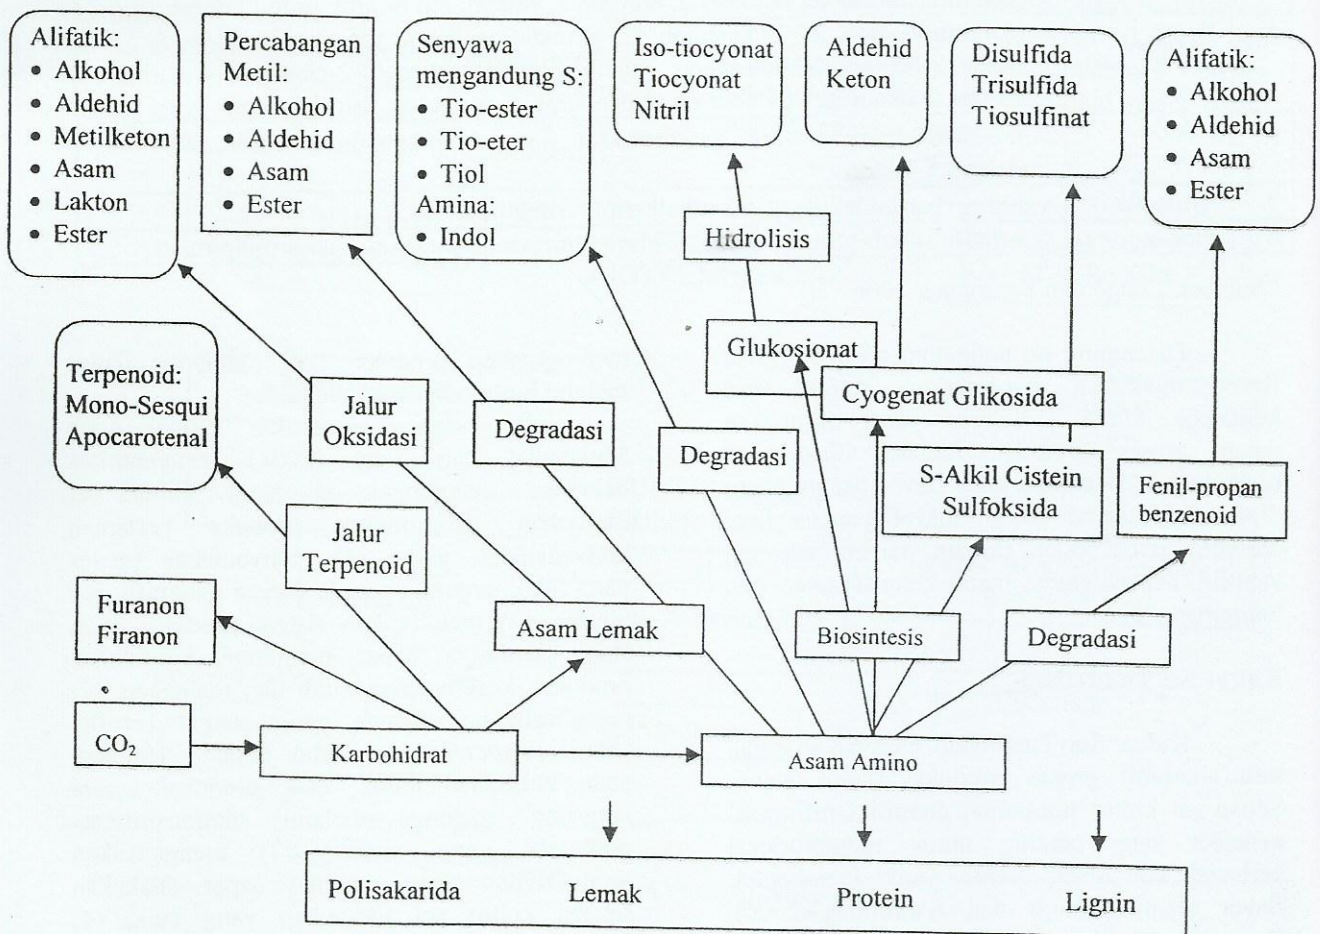 Alifatik:
• Alkohol
• Aldehid
• Metilketon
• Asam
• Lakton
• Ester
Percabangan
Metil:
• Alkohol
• Aldehid
• Asam
• Ester
Senyawa
mengandung S:
• Tio-ester
• Tio-eter
• Tiol
Amina:
• Indol
Iso-tiocyonat
Tiocyonat
Nitril
Aldehid
Keton
Disulfida
Trisulfida
Tiosulfinat
Alifatik:
• Alkohol
• Aldehid
• Asam
• Ester
Hidrolisis
Glukosionat
Cyogenat Glikosida
Terpenoid:
Mono-Sesqui
Apocarotenal
Jalur
Oksidasi
Degradasi
Degradasi
S-Alkil Cistein
Sulfoksida
Fenil-propan
benzenoid
Jalur
Terpenoid
Furanon
Firanon
Asam Lemak
Biosintesis
Degradasi
CO₂
Karbohidrat
Asam Amino
Polisakarida Lemak Protein Lignin